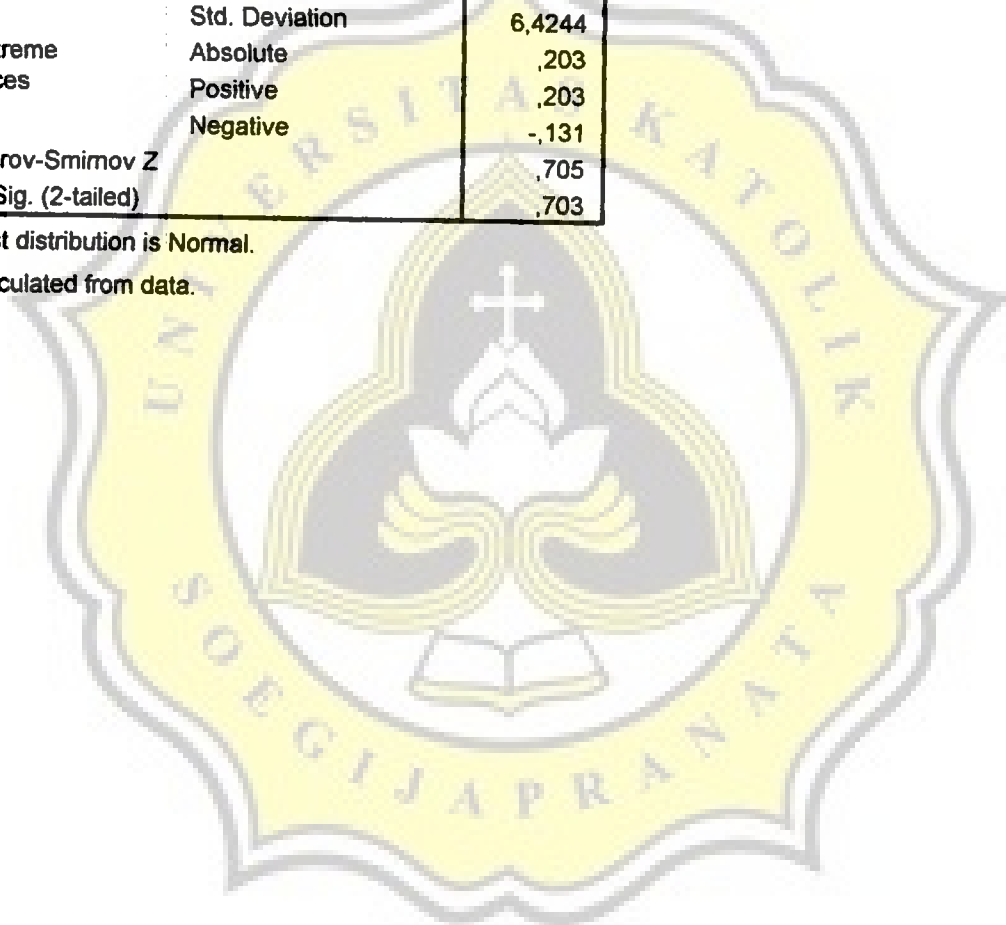 Std. Deviation 6,4244
treme Absolute ,203
ces Positive ,203
Negative -,131
rov-Smirnov Z ,705
Sig. (2-tailed) ,703
t distribution is Normal.
culated from data.
UNIVERSITAS KATOLIK
SOEGIJAPRANATA